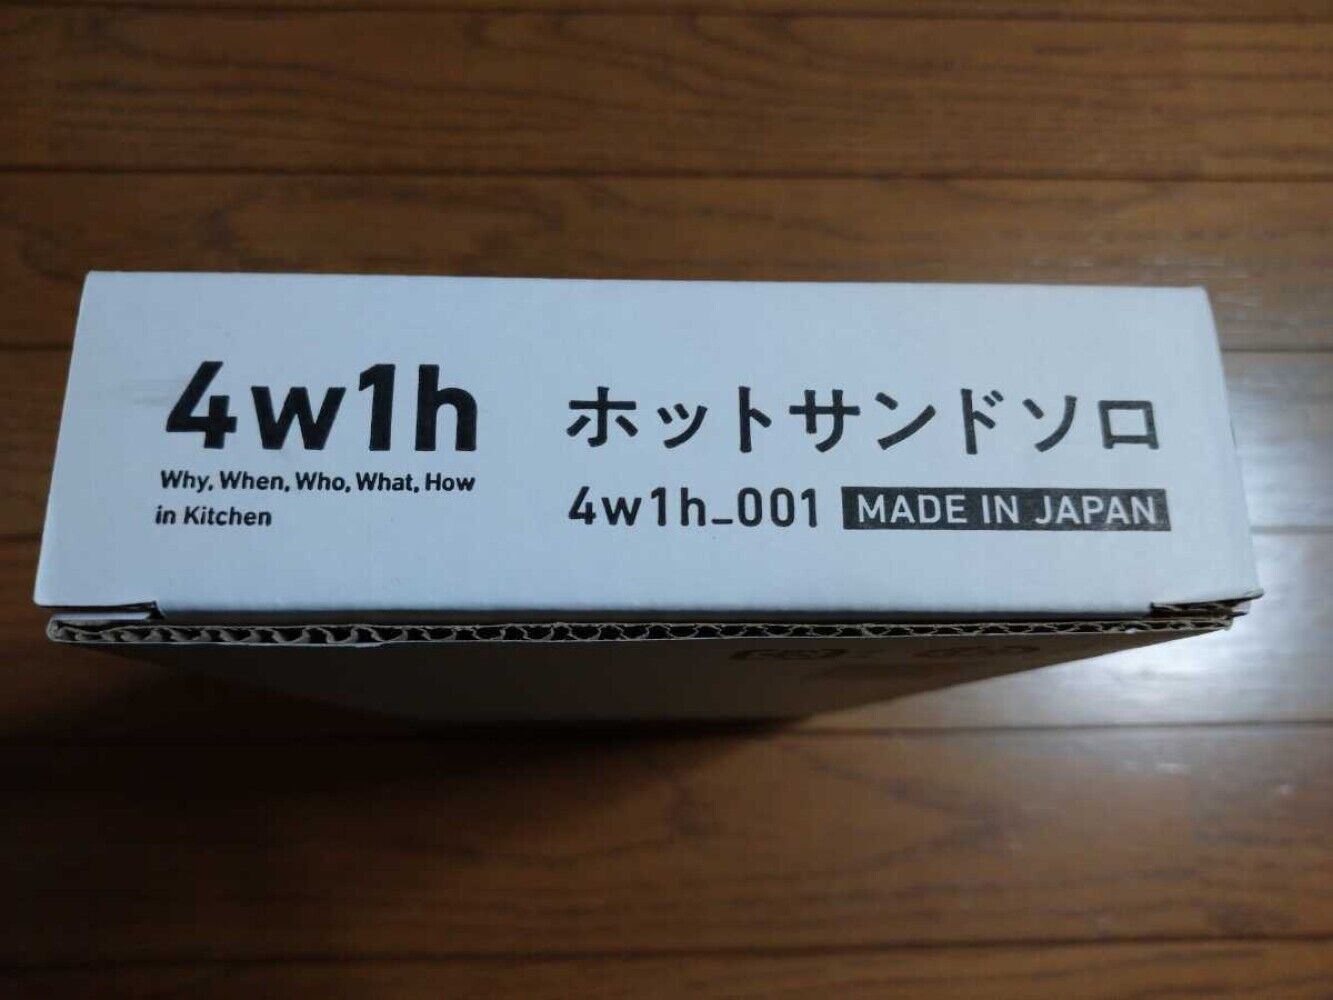 4w1h
Why, When, Who, What, How
in Kitchen
ホットサンドソロ
4w1h_001 MADE IN JAPAN